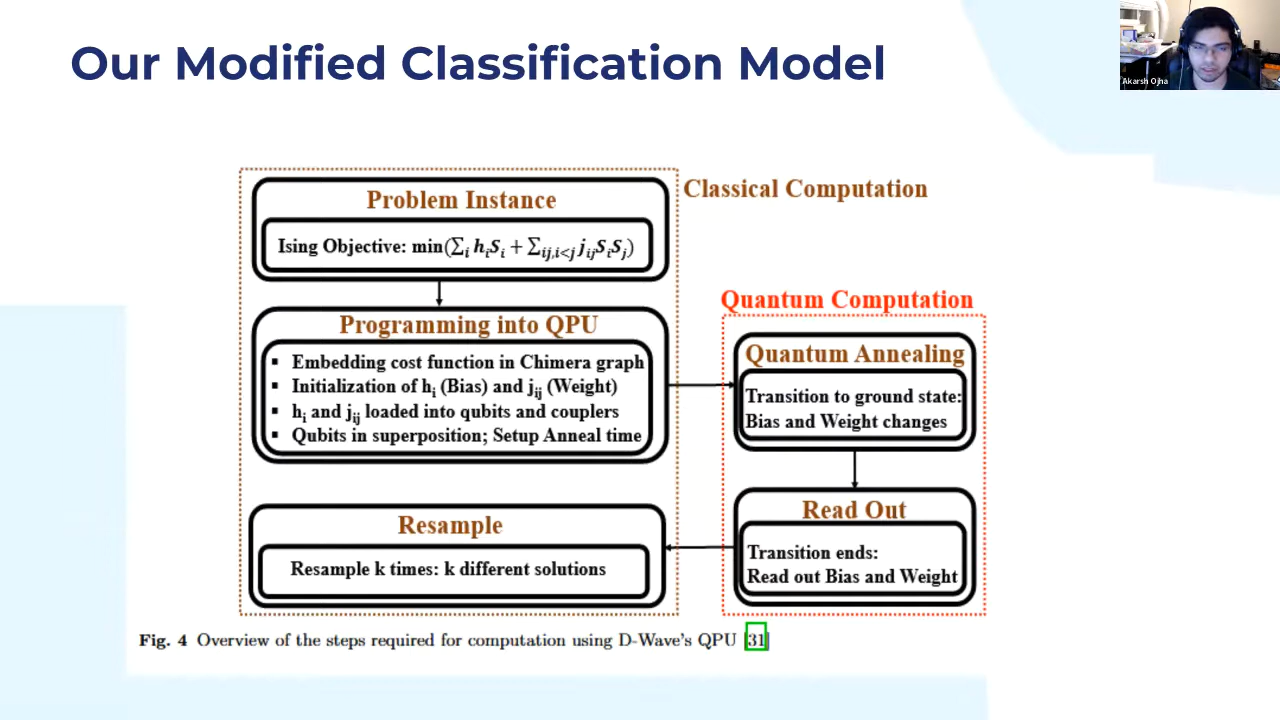 Our Modified Classification Model
Akarsh Ojha
Classical Computation
Problem Instance
Ising Objective: min(∑ᵢ hᵢSᵢ + ∑ᵢⱼ,ᵢ<ⱼ jᵢⱼSᵢSⱼ)
Programming into QPU
▪ Embedding cost function in Chimera graph
▪ Initialization of hᵢ (Bias) and jᵢⱼ (Weight)
▪ hᵢ and jᵢⱼ loaded into qubits and couplers
▪ Qubits in superposition; Setup Anneal time
Quantum Computation
Quantum Annealing
Transition to ground state:
Bias and Weight changes
Read Out
Transition ends:
Read out Bias and Weight
Resample
Resample k times: k different solutions
Fig. 4 Overview of the steps required for computation using D-Wave's QPU [31]